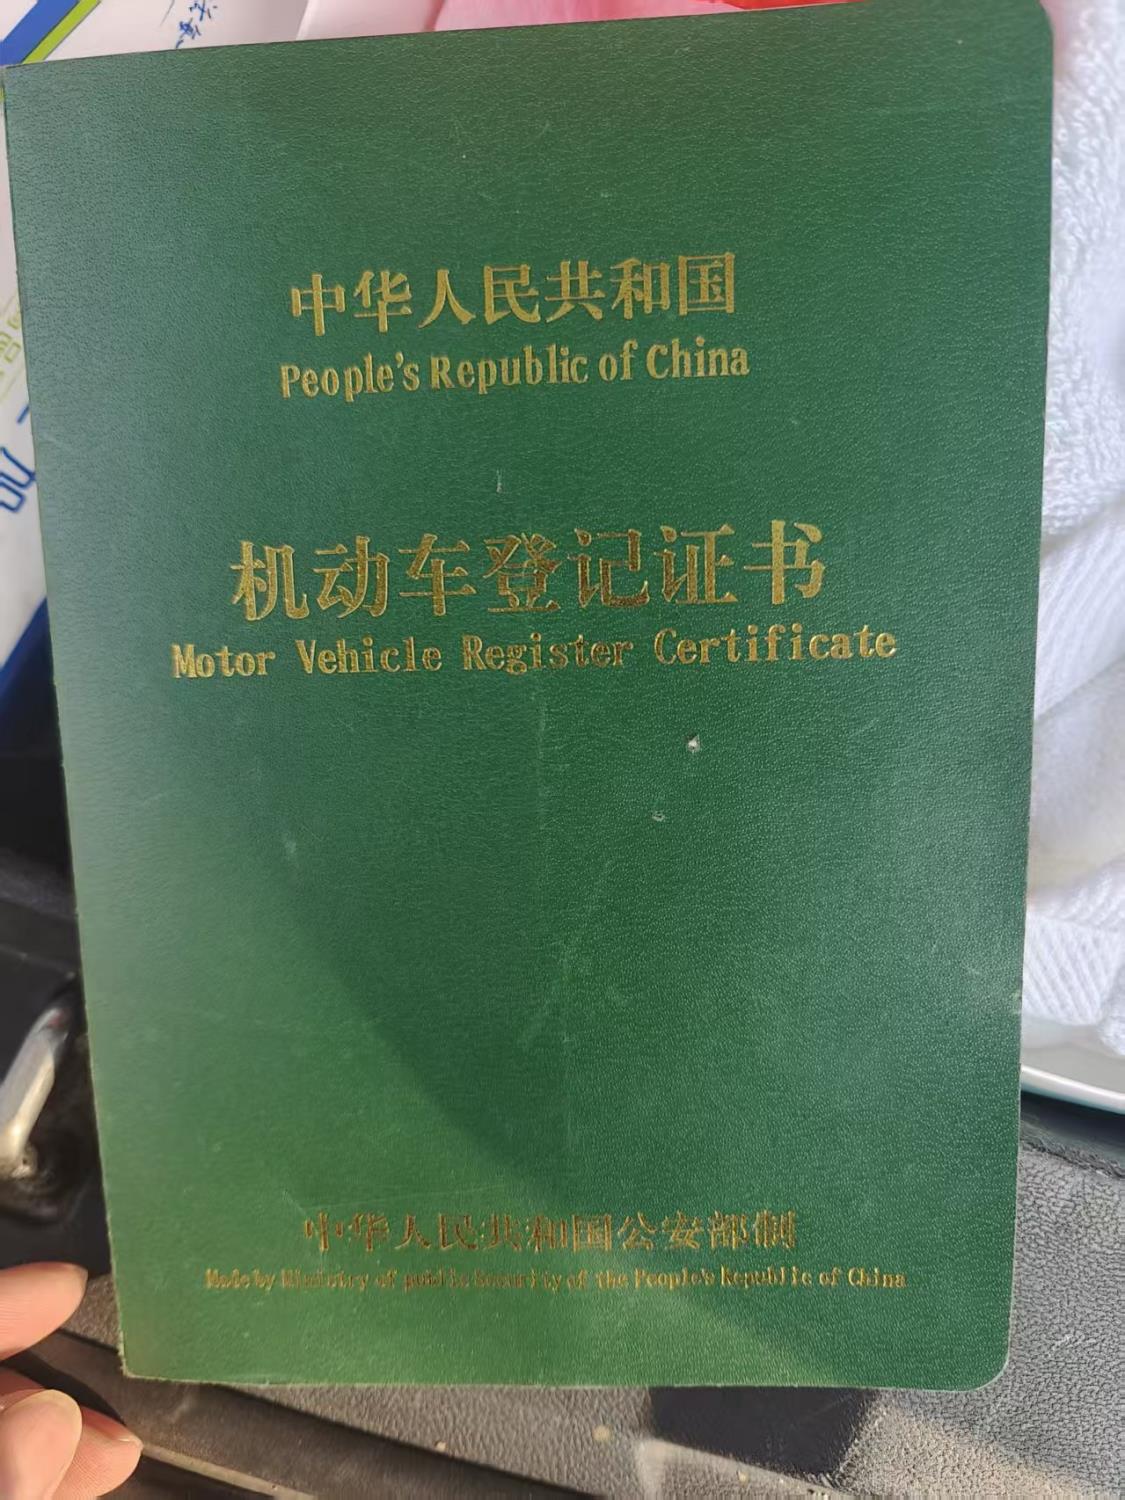 中华人民共和国
People's Republic of China
机动车登记证书
Motor Vehicle Register Certificate
中华人民共和国公安部制
Made by Ministry of public Security of the People's Republic of China